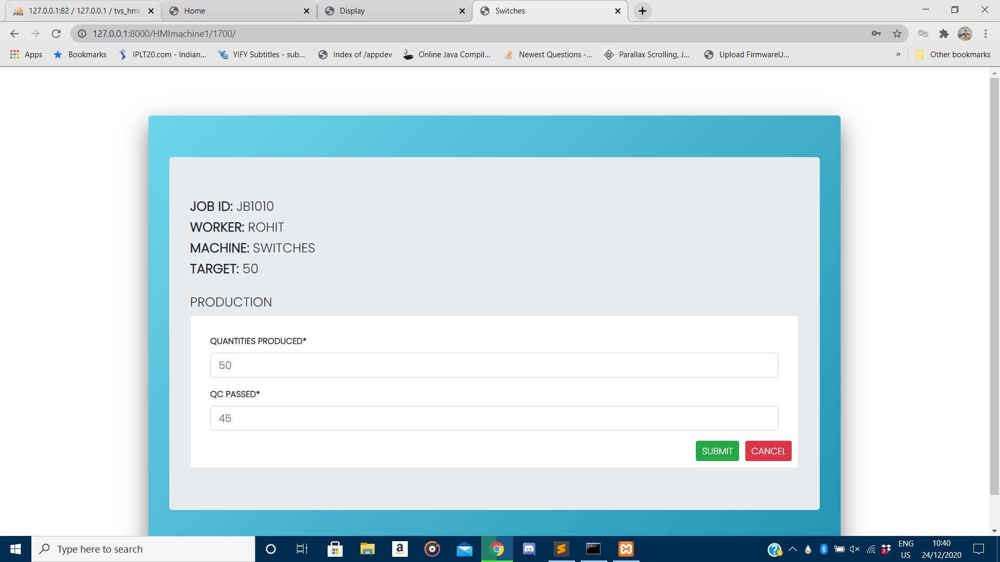 127.0.0.1:82 / 127.0.0.1 / tvs_hmi
Home
Display
Switches
127.0.0.1:8000/HMImachine1/1700/
Apps
Bookmarks
IPLT20.com - Indian...
YIFY Subtitles - sub...
Index of /appdev
Online Java Compil...
Newest Questions -...
Parallax Scrolling, J...
Upload FirmwareU...
»
Other bookmarks
JOB ID: JB1010
WORKER: ROHIT
MACHINE: SWITCHES
TARGET: 50
PRODUCTION
QUANTITIES PRODUCED*
50
QC PASSED*
45
SUBMIT CANCEL
Type here to search
ENG
US
10:40
24/12/2020